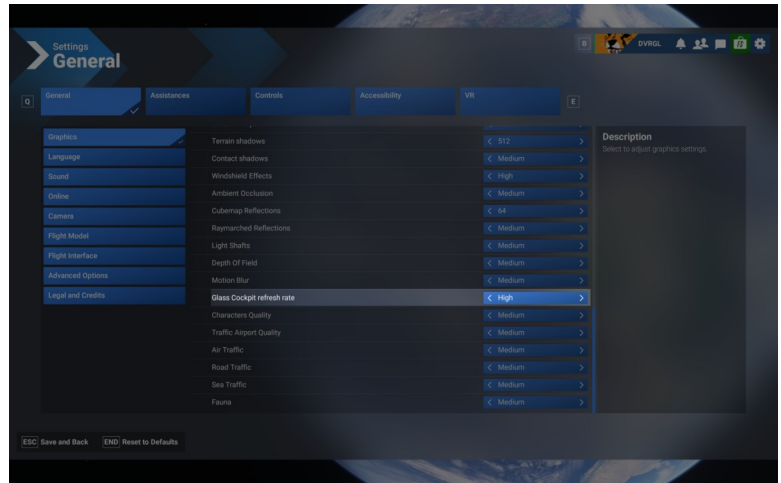 Settings
General
B
DVRGL
Q
General
Assistances
Controls
Accessibility
VR
E
Graphics
Language
Sound
Online
Camera
Flight Model
Flight Interface
Advanced Options
Legal and Credits
Terrain shadows < 512 >
Contact shadows < Medium >
Windshield Effects < High >
Ambient Occlusion < Medium >
Cubemap Reflections < 64 >
Raymarched Reflections < Medium >
Light Shafts < Medium >
Depth Of Field < Medium >
Motion Blur < Medium >
Glass Cockpit refresh rate < High >
Characters Quality < Medium >
Traffic Airport Quality < Medium >
Air Traffic < Medium >
Road Traffic < Medium >
Sea Traffic < Medium >
Fauna < Medium >
Description
Select to adjust graphics settings.
ESC Save and Back END Reset to Defaults